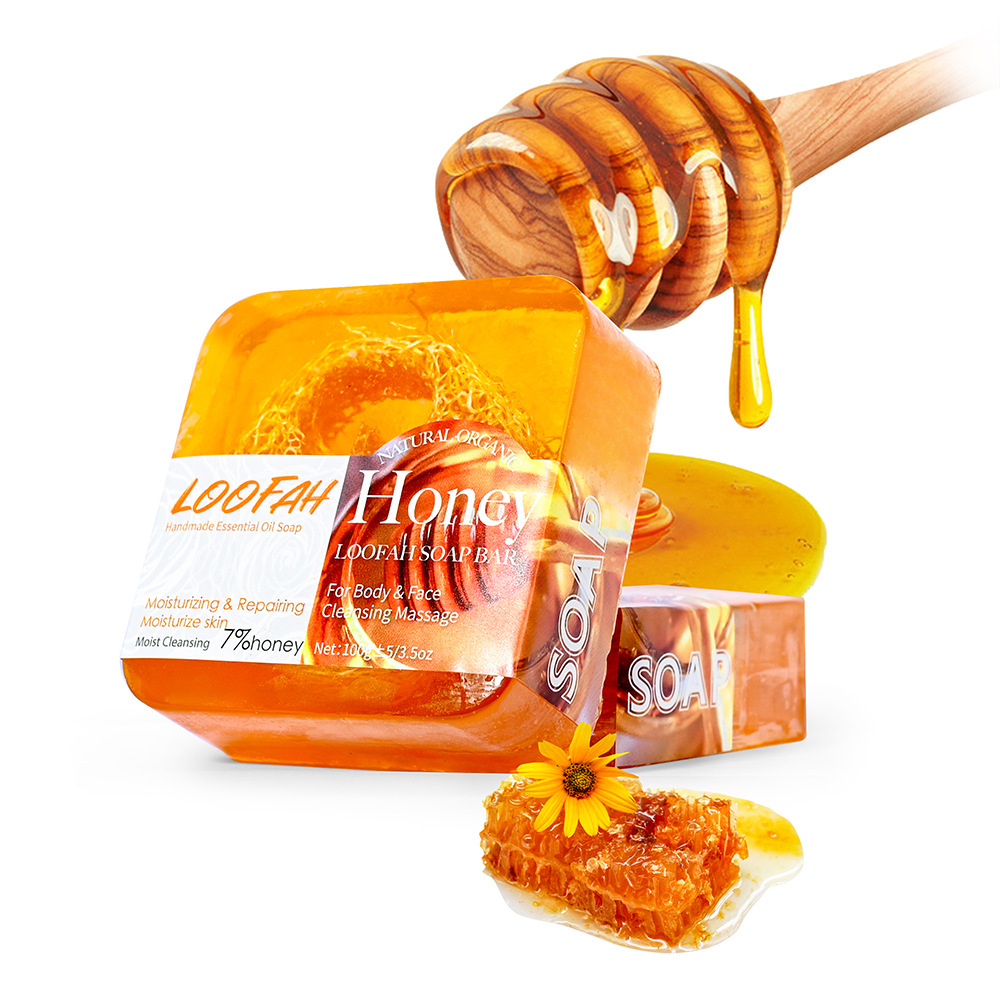 LOOFAH
Handmade Essential Oil Soap
Moisturizing & Repairing
Moisturize skin
Moist Cleansing 7%honey
NATURAL ORGANIC
Honey
LOOFAH SOAP BAR
For Body & Face
Cleansing Massage
Net:100g±5/3.5oz
SOAP
SOAP